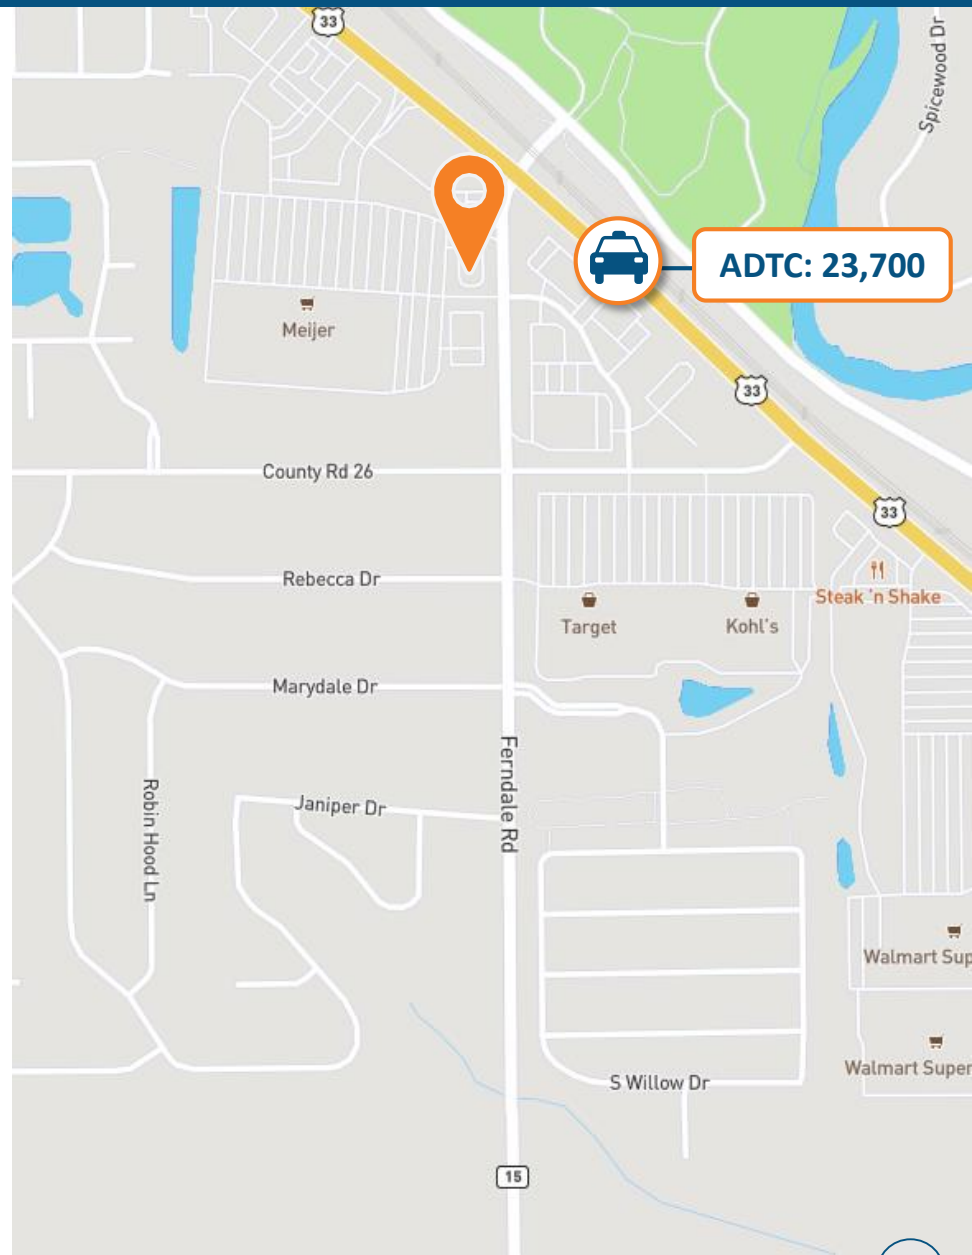 33
Spicewood Dr
ADTC: 23,700
Meijer
33
County Rd 26
33
Rebecca Dr
Steak 'n Shake
Target
Kohl's
Marydale Dr
Ferndale Rd
Robin Hood Ln
Janiper Dr
Walmart Sup
Walmart Super
S Willow Dr
15